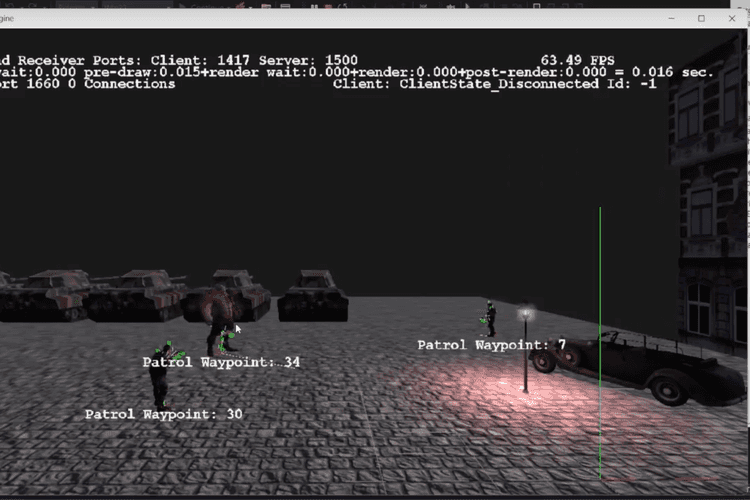 gine
d Receiver Ports: Client: 1417 Server: 1500
63.49 FPS
ait:0.000 pre-draw:0.015+render wait:0.000+render:0.000+post-render:0.000 = 0.016 sec.
ort 1660 0 Connections
Client: ClientState_Disconnected Id: -1
Patrol Waypoint: 7
Patrol Waypoint: 34
Patrol Waypoint: 30